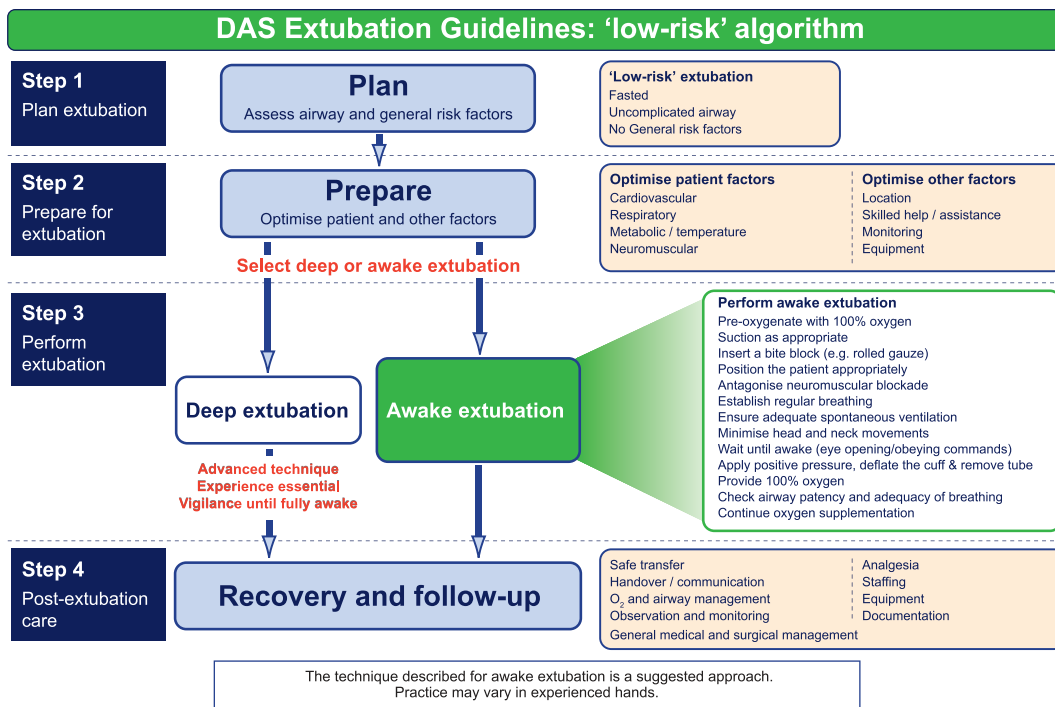 DAS Extubation Guidelines: ‘low-risk’ algorithm
Step 1
Plan extubation
Plan
Assess airway and general risk factors
‘Low-risk’ extubation
Fasted
Uncomplicated airway
No General risk factors
Step 2
Prepare for
extubation
Prepare
Optimise patient and other factors
Optimise patient factors
Cardiovascular
Respiratory
Metabolic / temperature
Neuromuscular
Optimise other factors
Location
Skilled help / assistance
Monitoring
Equipment
Select deep or awake extubation
Step 3
Perform
extubation
Deep extubation
Advanced technique
Experience essential
Vigilance until fully awake
Awake extubation
Perform awake extubation
Pre-oxygenate with 100% oxygen
Suction as appropriate
Insert a bite block (e.g. rolled gauze)
Position the patient appropriately
Antagonise neuromuscular blockade
Establish regular breathing
Ensure adequate spontaneous ventilation
Minimise head and neck movements
Wait until awake (eye opening/obeying commands)
Apply positive pressure, deflate the cuff & remove tube
Provide 100% oxygen
Check airway patency and adequacy of breathing
Continue oxygen supplementation
Step 4
Post-extubation
care
Recovery and follow-up
Safe transfer
Handover / communication
O₂ and airway management
Observation and monitoring
General medical and surgical management
Analgesia
Staffing
Equipment
Documentation
The technique described for awake extubation is a suggested approach.
Practice may vary in experienced hands.